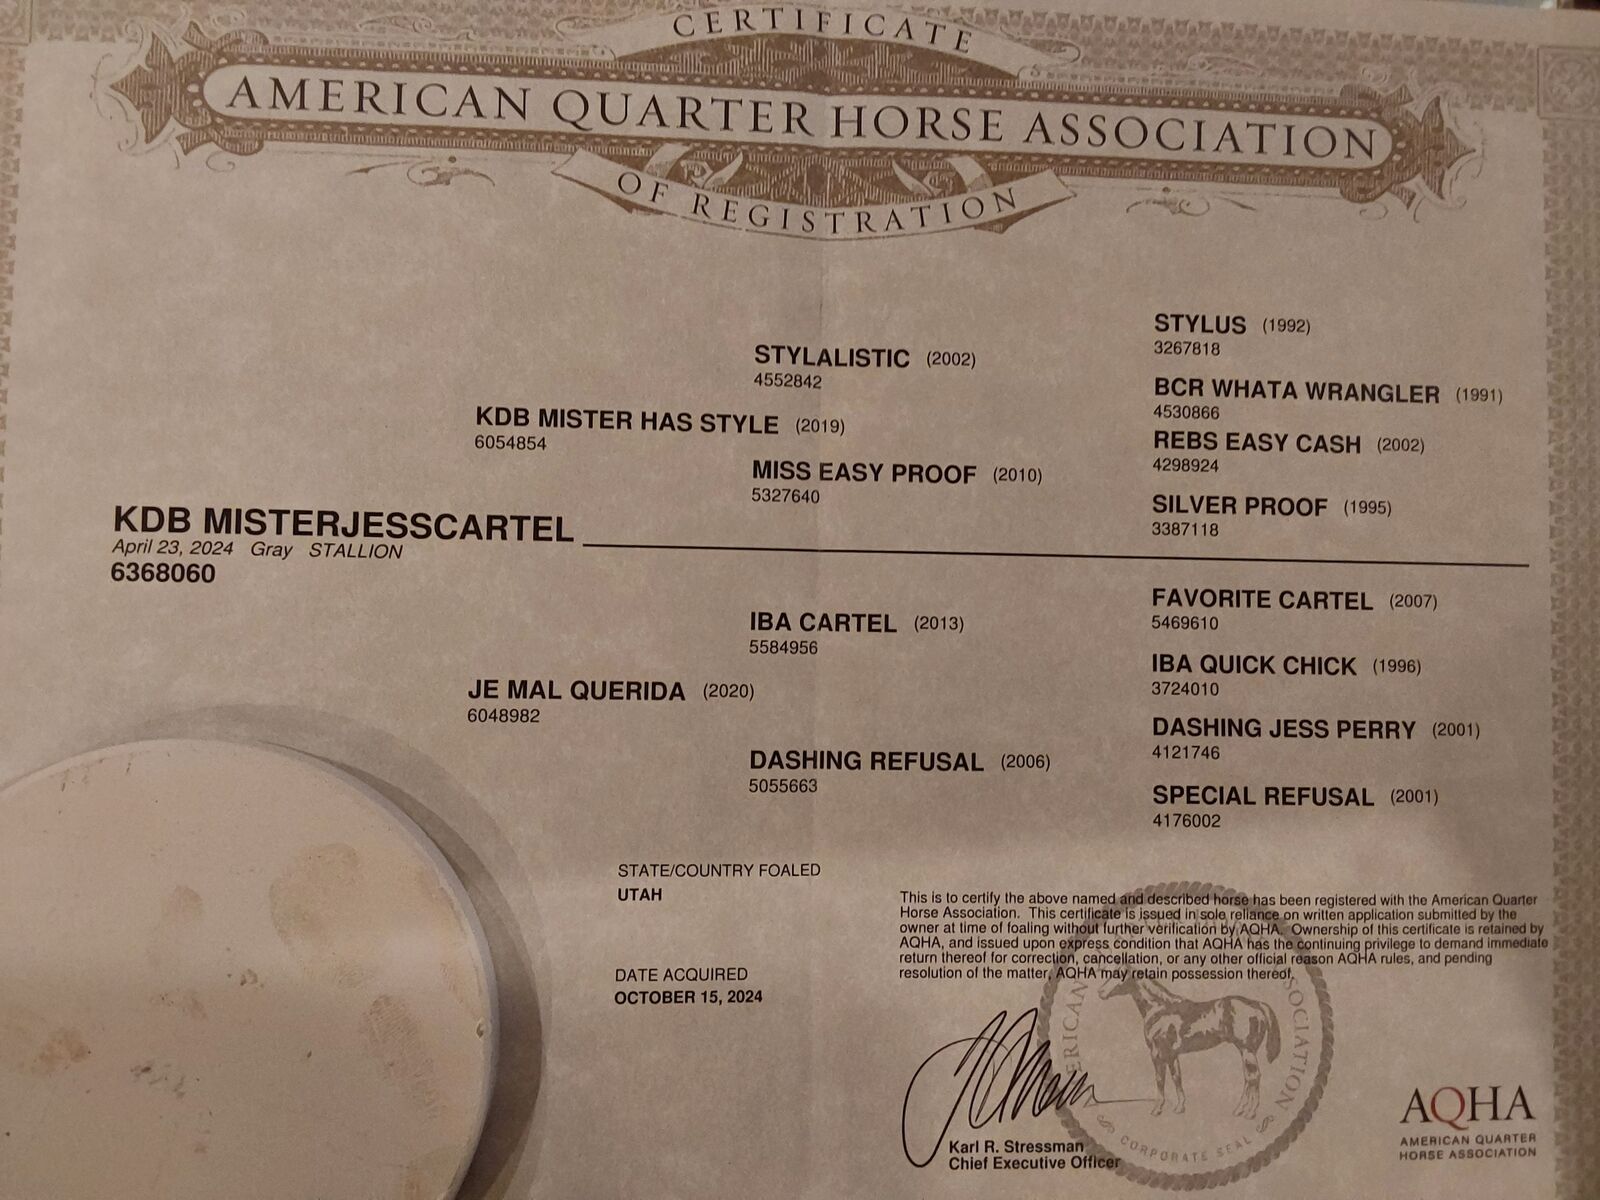 CERTIFICATE
AMERICAN QUARTER HORSE ASSOCIATION
OF REGISTRATION
STYLUS (1992)
3267818
STYLALISTIC (2002)
4552842
BCR WHATA WRANGLER (1991)
4530866
KDB MISTER HAS STYLE (2019)
6054854
REBS EASY CASH (2002)
4298924
MISS EASY PROOF (2010)
5327640
SILVER PROOF (1995)
3387118
KDB MISTERJESSCARTEL
April 23, 2024 Gray STALLION
6368060
FAVORITE CARTEL (2007)
5469610
IBA CARTEL (2013)
5584956
IBA QUICK CHICK (1996)
3724010
JE MAL QUERIDA (2020)
6048982
DASHING JESS PERRY (2001)
4121746
DASHING REFUSAL (2006)
5055663
SPECIAL REFUSAL (2001)
4176002
STATE/COUNTRY FOALED
UTAH
DATE ACQUIRED
OCTOBER 15, 2024
This is to certify the above named and described horse has been registered with the American Quarter
Horse Association. This certificate is issued in sole reliance on written application submitted by the
owner at time of foaling without further verification by AQHA. Ownership of this certificate is retained by
AQHA, and issued upon express condition that AQHA has the continuing privilege to demand immediate
return thereof for correction, cancellation, or any other official reason AQHA rules, and pending
resolution of the matter, AQHA may retain possession thereof.
Karl R. Stressman
Chief Executive Officer
CORPORATE SEAL
AQHA
AMERICAN QUARTER
HORSE ASSOCIATION